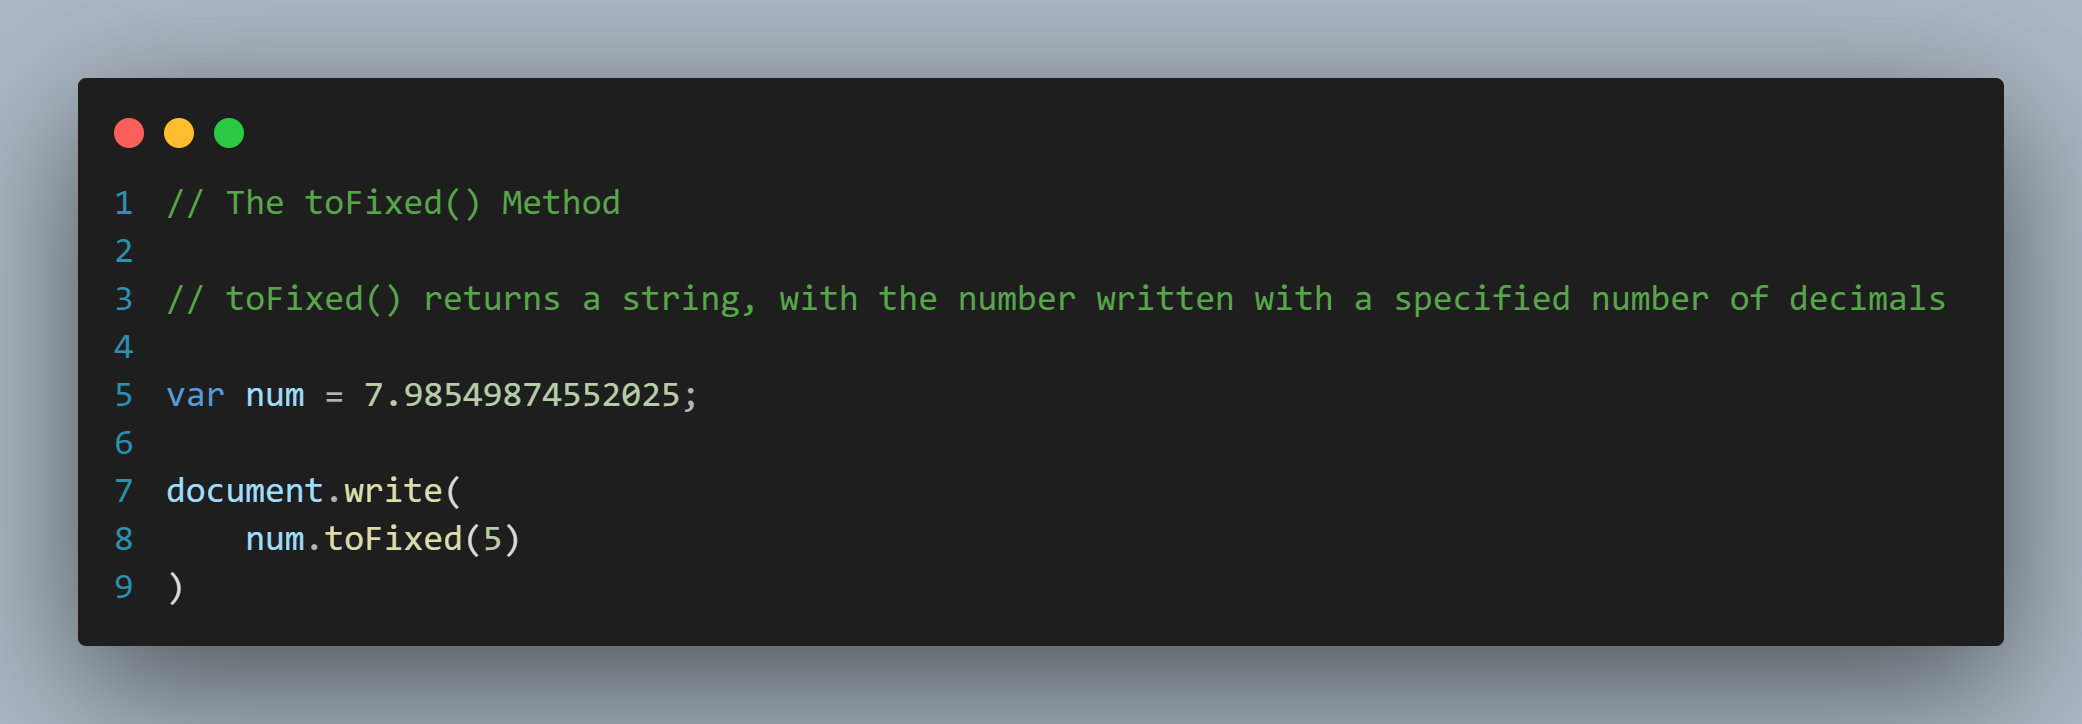 1 // The toFixed() Method
2
3 // toFixed() returns a string, with the number written with a specified number of decimals
4
5 var num = 7.98549874552025;
6
7 document.write(
8     num.toFixed(5)
9 )